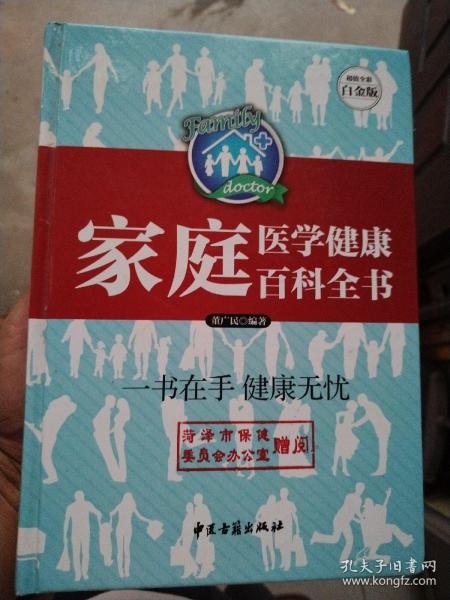 超值全彩
白金版
Family
doctor
家庭
医学健康
百科全书
董广民◎编著
一书在手 健康无忧
菏泽市保健
委员会办公室
赠阅
中医古籍出版社
孔夫子旧书网
www.kongfz.com